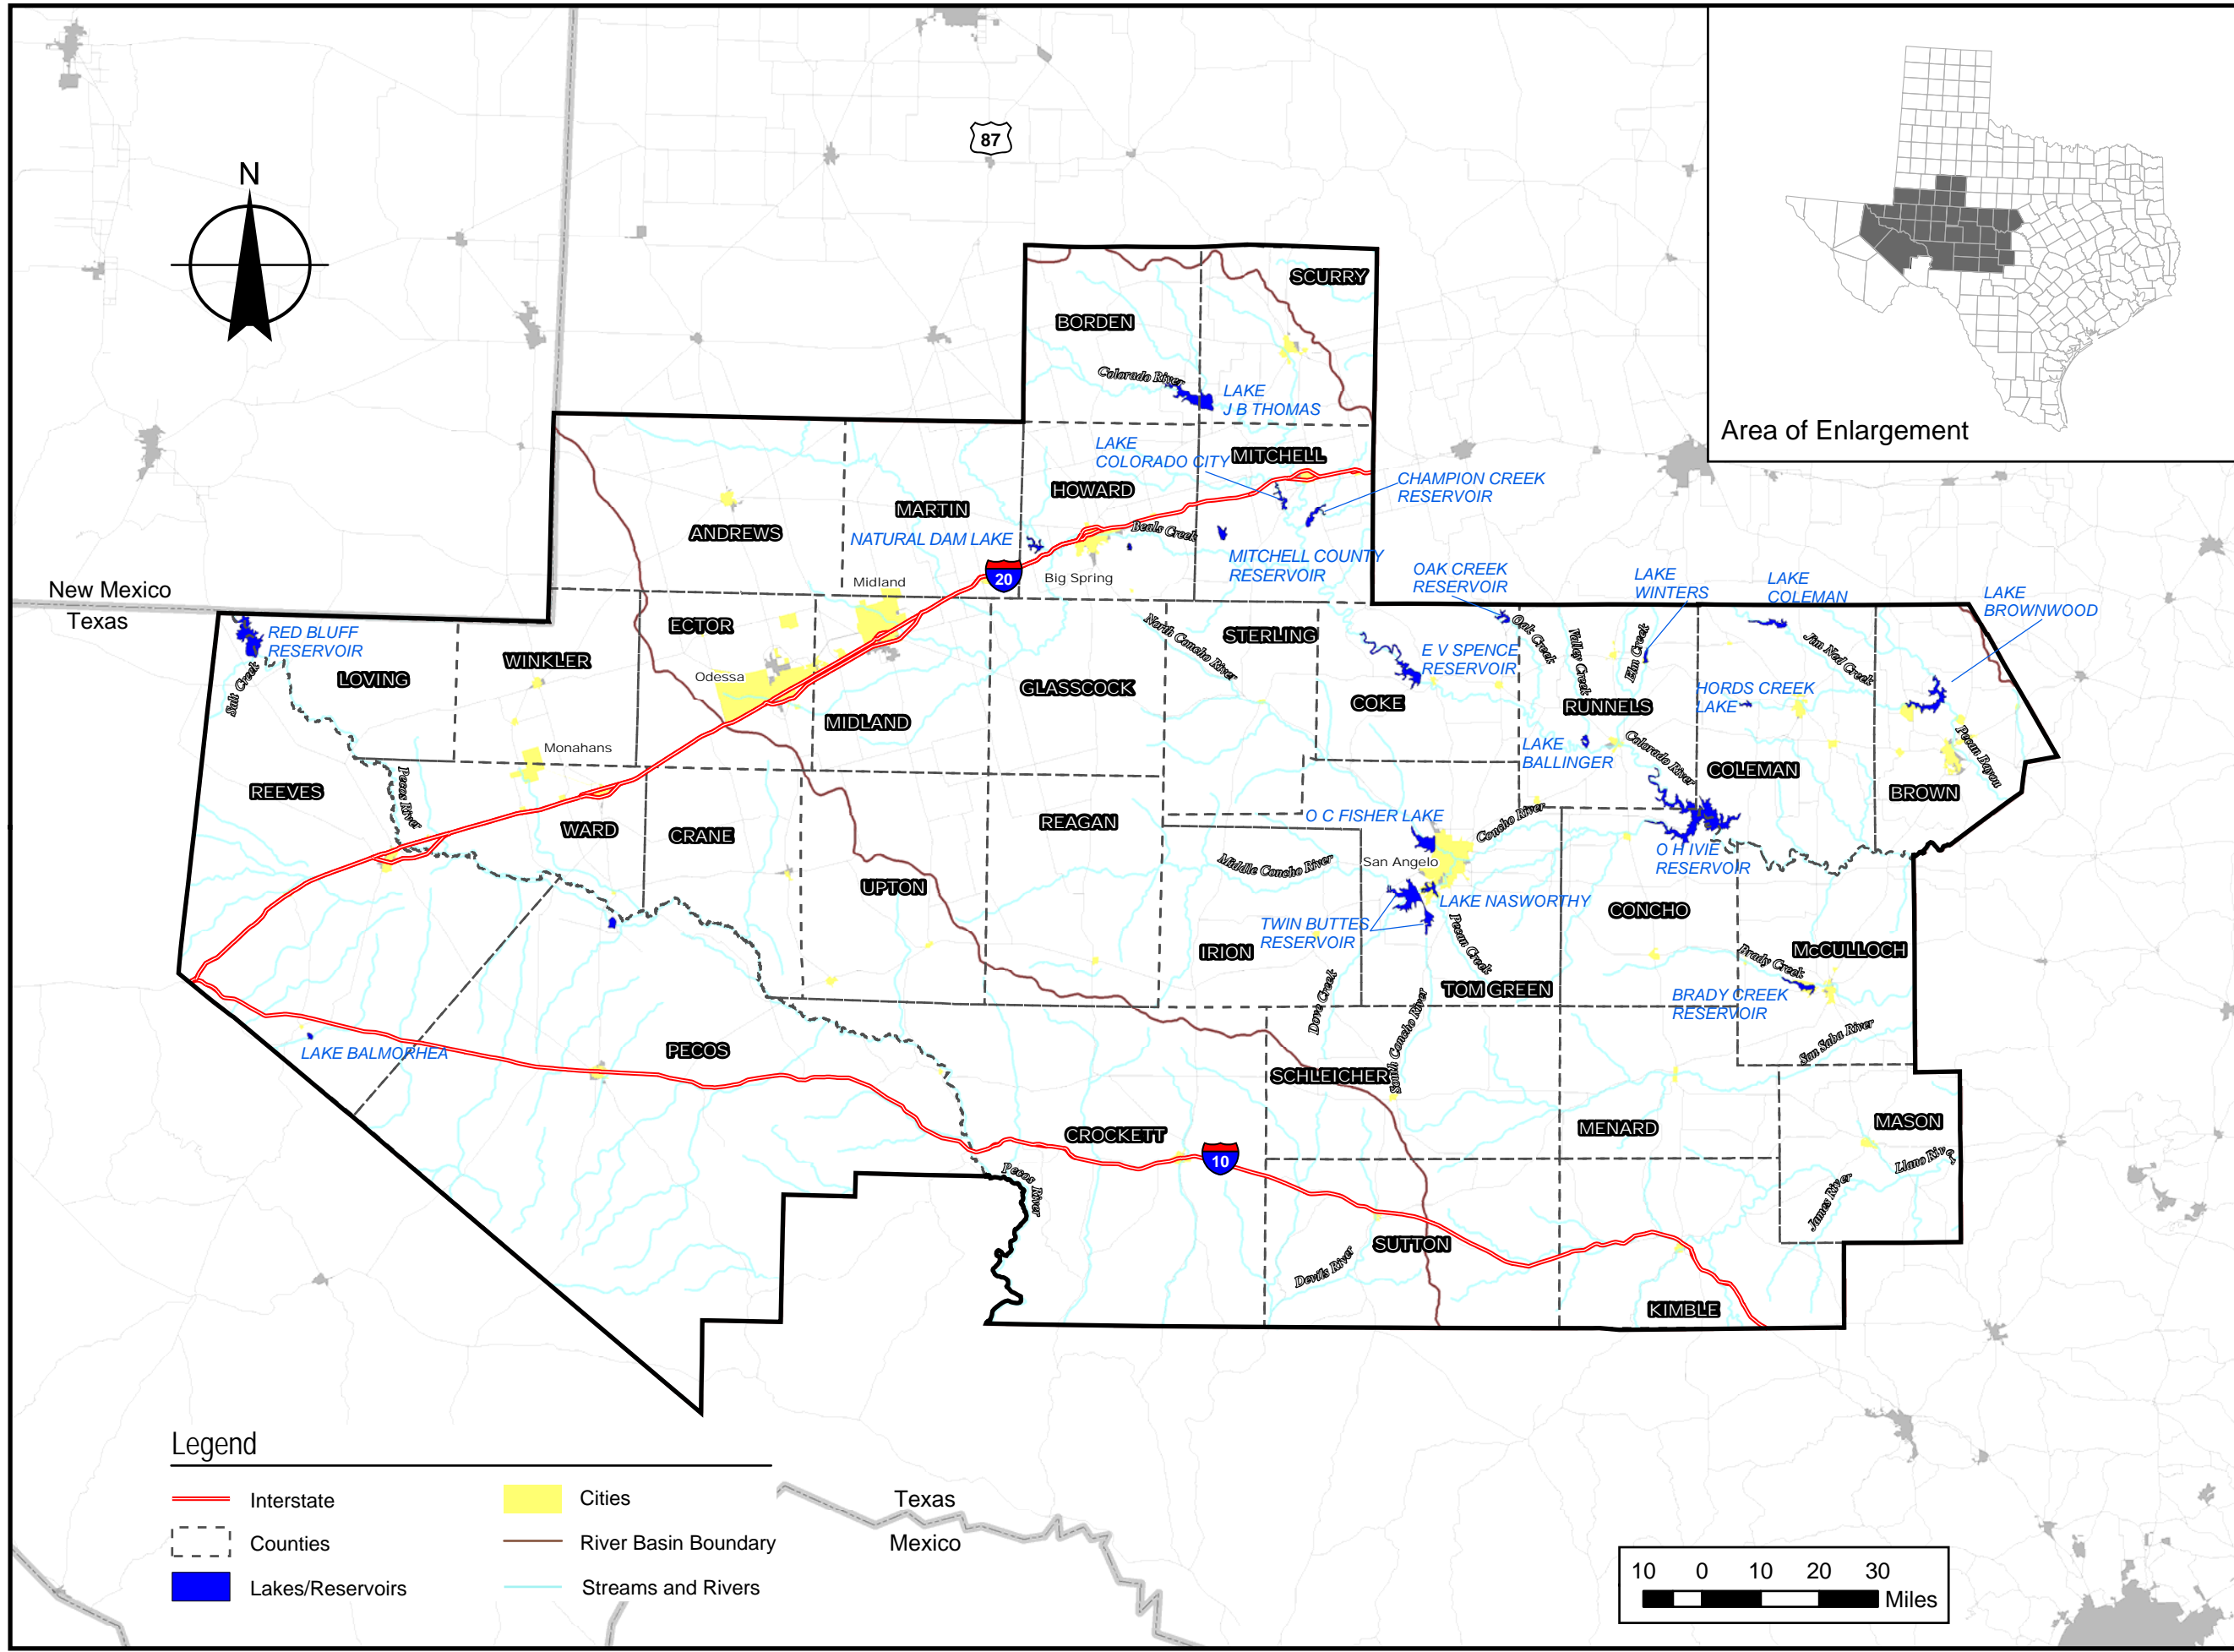 87
N
SCURRY
BORDEN
Colorado River
LAKE
J B THOMAS
Area of Enlargement
LAKE
COLORADO CITY
MITCHELL
CHAMPION CREEK
RESERVOIR
HOWARD
MARTIN
ANDREWS
NATURAL DAM LAKE
Beals Creek
MITCHELL COUNTY
RESERVOIR
20
Big Spring
Midland
OAK CREEK
RESERVOIR
LAKE
WINTERS
LAKE
COLEMAN
LAKE
BROWNWOOD
New Mexico
Texas
RED BLUFF
RESERVOIR
Salt Creek
LOVING
WINKLER
ECTOR
Odessa
MIDLAND
GLASSCOCK
North Concho River
STERLING
E V SPENCE
RESERVOIR
COKE
Oak Creek
Valley Creek
Elm Creek
RUNNELS
HORDS CREEK
LAKE
Jim Ned Creek
Monahans
REEVES
Pecos River
WARD
CRANE
UPTON
REAGAN
LAKE
BALLINGER
Colorado River
COLEMAN
Pecan Bayou
BROWN
O C FISHER LAKE
Concho River
Middle Concho River
San Angelo
O H IVIE
RESERVOIR
LAKE NASWORTHY
TWIN BUTTES
RESERVOIR
CONCHO
IRION
Pecan Creek
TOM GREEN
McCULLOCH
Brady Creek
BRADY CREEK
RESERVOIR
Dove Creek
South Concho River
San Saba River
LAKE BALMORHEA
PECOS
SCHLEICHER
CROCKETT
10
MENARD
MASON
Llano River
James River
Pecos River
SUTTON
Devils River
KIMBLE
Legend
Interstate
Counties
Lakes/Reservoirs
Cities
River Basin Boundary
Streams and Rivers
Texas
Mexico
10 0 10 20 30
Miles